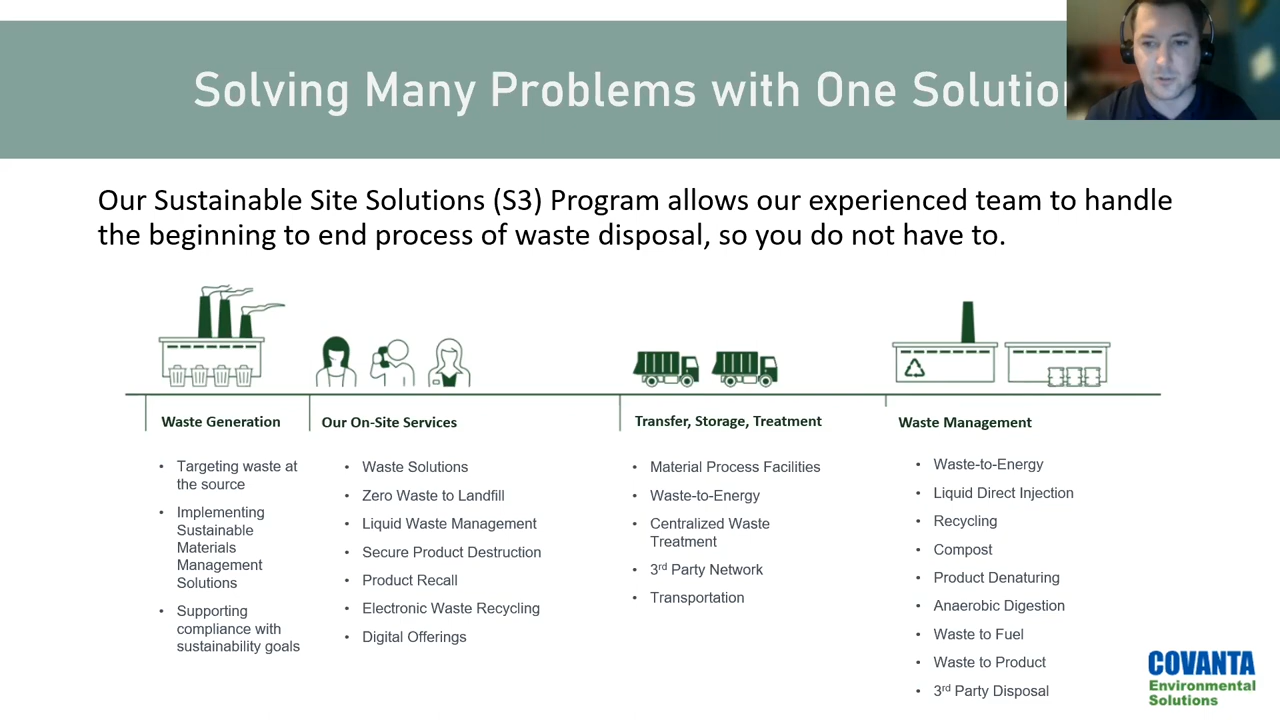 Solving Many Problems with One Solution
Our Sustainable Site Solutions (S3) Program allows our experienced team to handle
the beginning to end process of waste disposal, so you do not have to.
Waste Generation
Targeting waste at
the source
Implementing
Sustainable
Materials
Management
Solutions
Supporting
compliance with
sustainability goals
Our On-Site Services
Waste Solutions
Zero Waste to Landfill
Liquid Waste Management
Secure Product Destruction
Product Recall
Electronic Waste Recycling
Digital Offerings
Transfer, Storage, Treatment
Material Process Facilities
Waste-to-Energy
Centralized Waste
Treatment
3rd Party Network
Transportation
Waste Management
Waste-to-Energy
Liquid Direct Injection
Recycling
Compost
Product Denaturing
Anaerobic Digestion
Waste to Fuel
Waste to Product
3rd Party Disposal
COVANTA
Environmental
Solutions